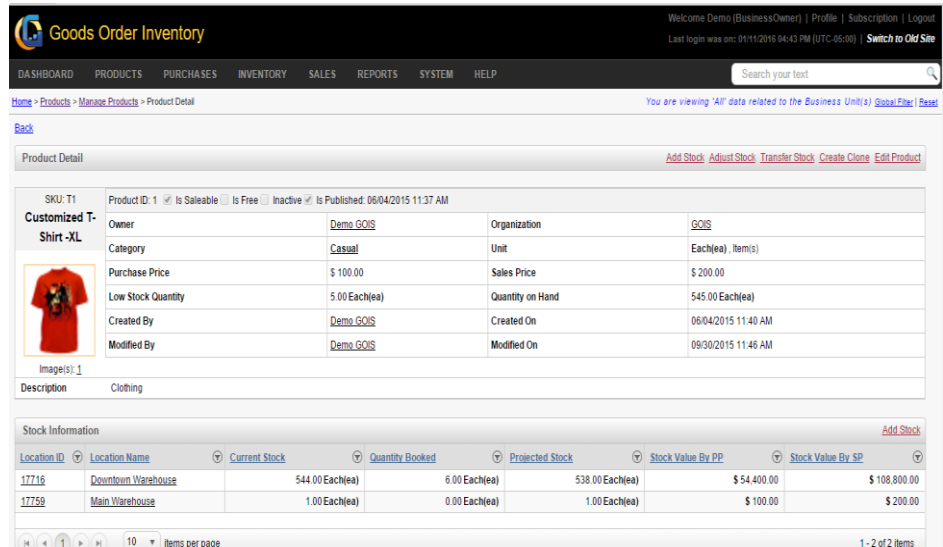 Goods Order Inventory
Welcome Demo (BusinessOwner) | Profile | Subscription | Logout
Last login was on: 01/11/2016 04:43 PM (UTC-05:00) | Switch to Old Site
DASHBOARD PRODUCTS PURCHASES INVENTORY SALES REPORTS SYSTEM HELP Search your text
Home > Products > Manage Products > Product Detail You are viewing 'All' data related to the Business Unit(s) Global Filter | Reset
Back
Product Detail Add Stock Adjust Stock Transfer Stock Create Clone Edit Product
SKU: T1 Product ID: 1 Is Saleable Is Free Inactive Is Published: 06/04/2015 11:37 AM
Customized T-
Shirt -XL
Owner Demo GOIS Organization GOIS
Category Casual Unit Each(ea) , Item(s)
Purchase Price $ 100.00 Sales Price $ 200.00
Low Stock Quantity 5.00 Each(ea) Quantity on Hand 545.00 Each(ea)
Created By Demo GOIS Created On 06/04/2015 11:40 AM
Modified By Demo GOIS Modified On 09/30/2015 11:46 AM
Image(s): 1
Description Clothing
Stock Information Add Stock
Location ID Location Name Current Stock Quantity Booked Projected Stock Stock Value By PP Stock Value By SP
17716 Downtown Warehouse 544.00 Each(ea) 6.00 Each(ea) 538.00 Each(ea) $ 54,400.00 $ 108,800.00
17759 Main Warehouse 1.00 Each(ea) 0.00 Each(ea) 1.00 Each(ea) $ 100.00 $ 200.00
1 10 items per page 1 - 2 of 2 items